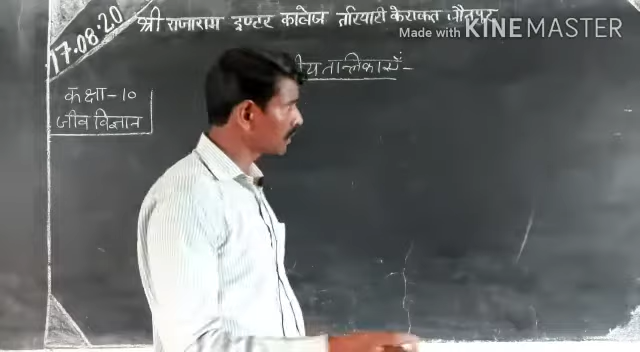 17.08.20
श्री राजाराम इण्टर कालेज तरियारी केराकत जौनपुर
Made with KINEMASTER
तालिकाएँ-
कक्षा-10
जीव विज्ञान